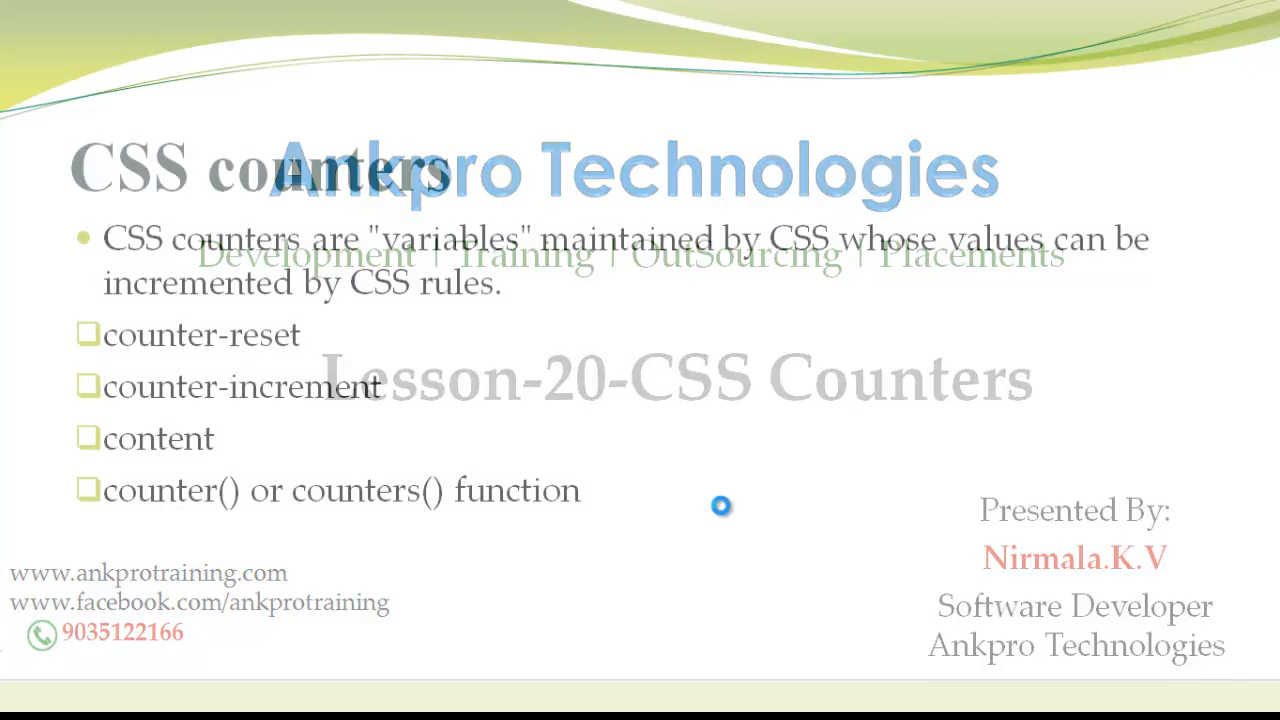 CSS counters
Ankpro Technologies
CSS counters are "variables" maintained by CSS whose values can be
Development | Training | OutSourcing | Placements
incremented by CSS rules.
counter-reset
Lesson-20-CSS Counters
counter-increment
content
counter() or counters() function
Presented By:
Nirmala.K.V
Software Developer
Ankpro Technologies
www.ankprotraining.com
www.facebook.com/ankprotraining
9035122166